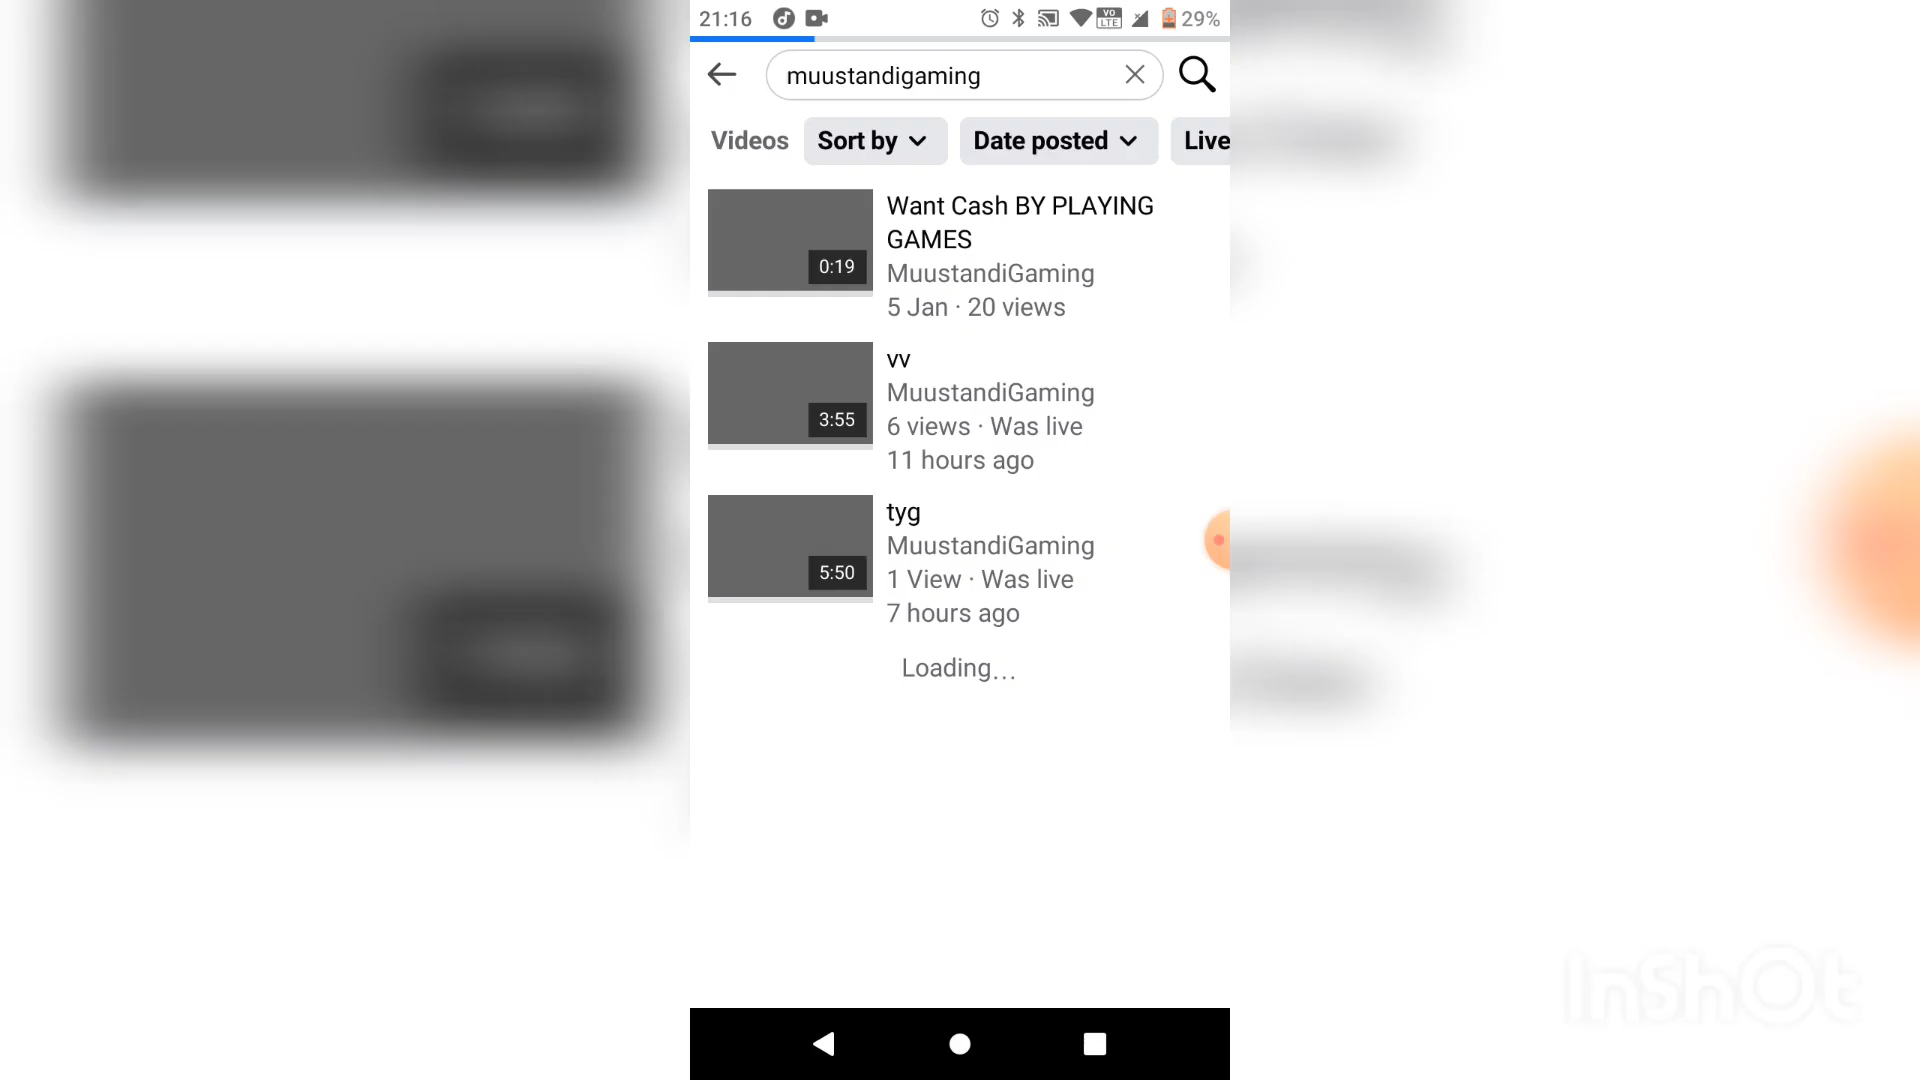 21:16
VO LTE
29%
muustandigaming
Videos
Sort by
Date posted
Live
0:19
Want Cash BY PLAYING
GAMES
MuustandiGaming
5 Jan · 20 views
3:55
vv
MuustandiGaming
6 views · Was live
11 hours ago
5:50
tyg
MuustandiGaming
1 View · Was live
7 hours ago
Loading...
InShOt